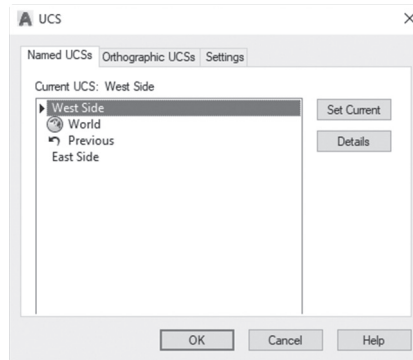 UCS
Named UCSs Orthographic UCSs Settings
Current UCS: West Side
West Side
World
Previous
East Side
Set Current
Details
OK Cancel Help